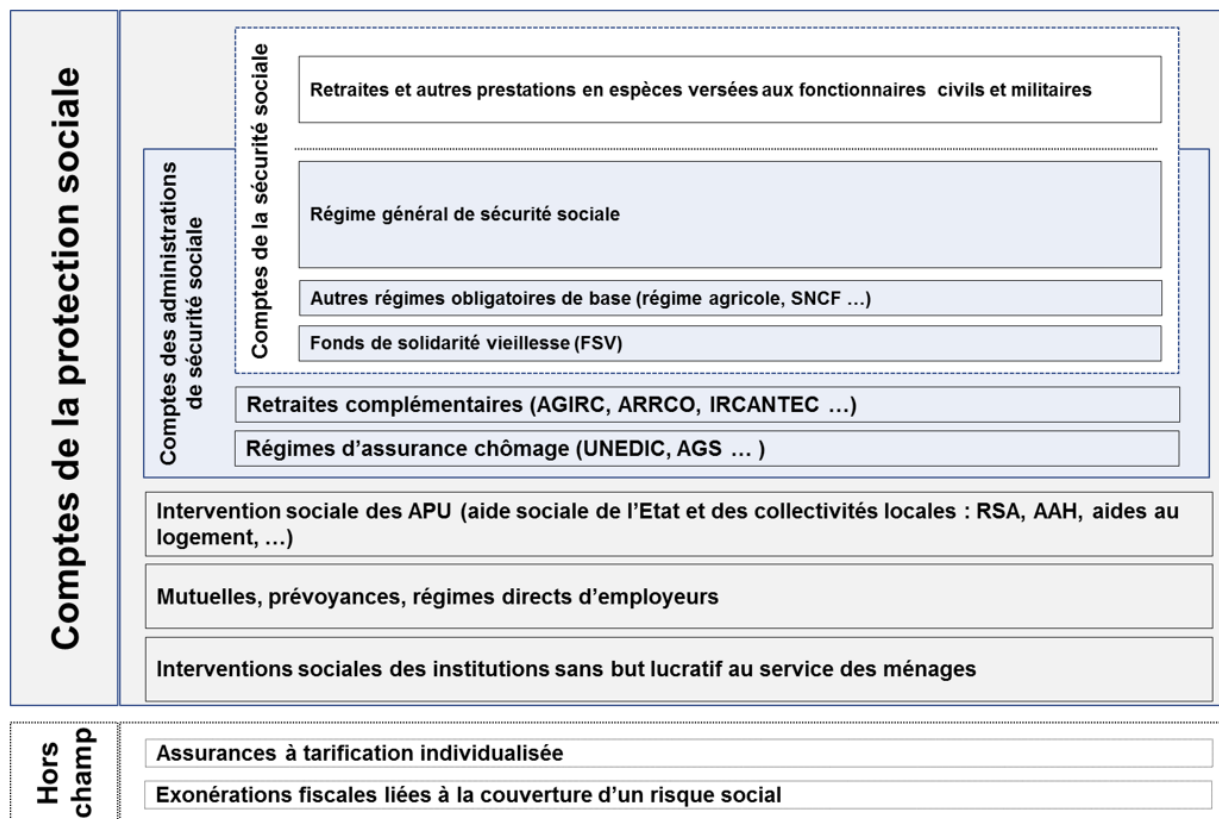 Comptes de la protection sociale
Comptes des administrations
de sécurité sociale
Comptes de la sécurité sociale
Retraites et autres prestations en espèces versées aux fonctionnaires civils et militaires
Régime général de sécurité sociale
Autres régimes obligatoires de base (régime agricole, SNCF …)
Fonds de solidarité vieillesse (FSV)
Retraites complémentaires (AGIRC, ARRCO, IRCANTEC …)
Régimes d’assurance chômage (UNEDIC, AGS … )
Intervention sociale des APU (aide sociale de l’Etat et des collectivités locales : RSA, AAH, aides au
logement, …)
Mutuelles, prévoyances, régimes directs d’employeurs
Interventions sociales des institutions sans but lucratif au service des ménages
Hors
champ
Assurances à tarification individualisée
Exonérations fiscales liées à la couverture d’un risque social